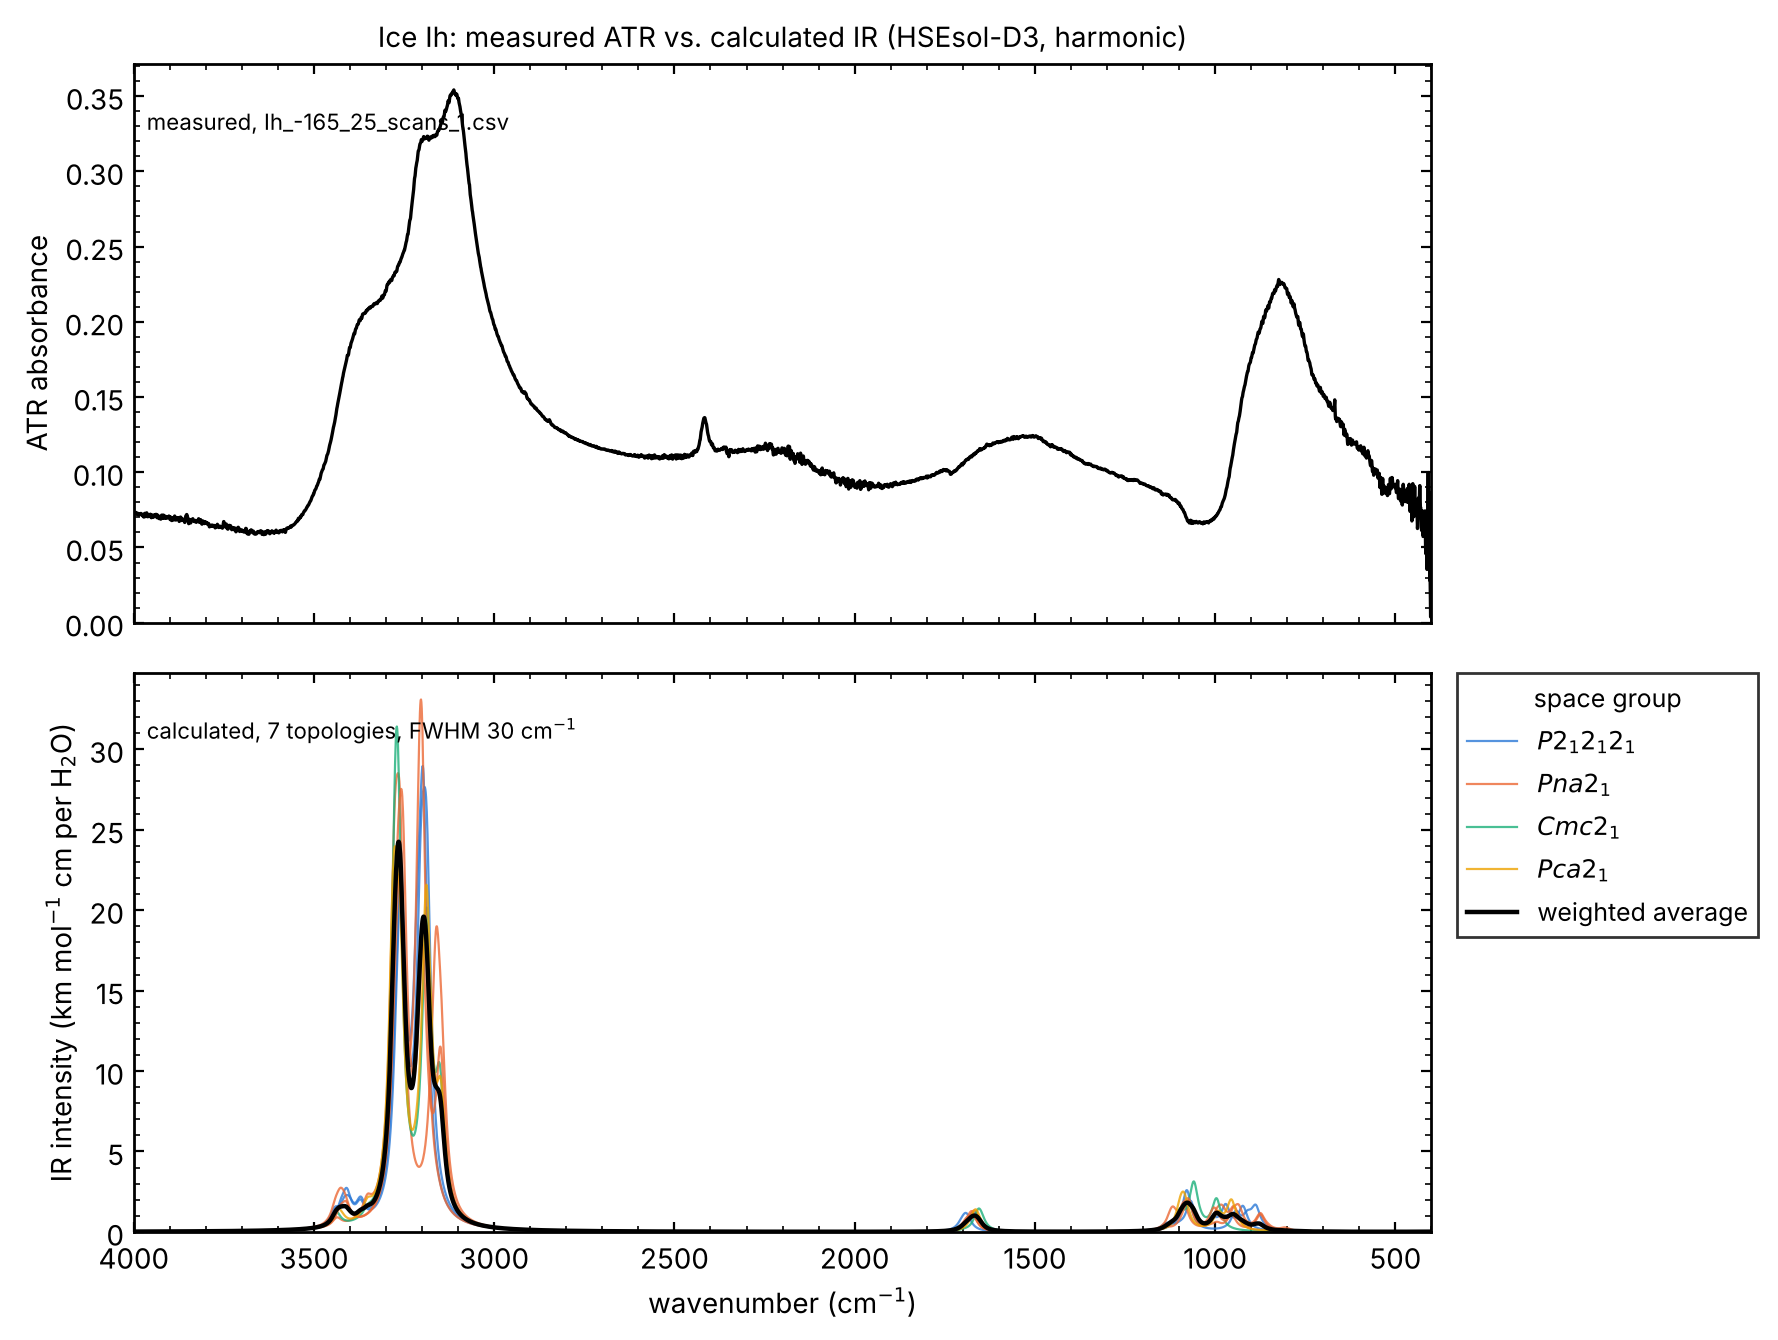 Ice Ih: measured ATR vs. calculated IR (HSEsol-D3, harmonic)
ATR absorbance
0.35
0.30
0.25
0.20
0.15
0.10
0.05
0.00
measured, Ih_-165_25_scans_1.csv
IR intensity (km mol⁻¹ cm per H₂O)
30
25
20
15
10
5
0
calculated, 7 topologies, FWHM 30 cm⁻¹
space group
P2₁2₁2₁
Pna2₁
Cmc2₁
Pca2₁
weighted average
4000 3500 3000 2500 2000 1500 1000 500
wavenumber (cm⁻¹)